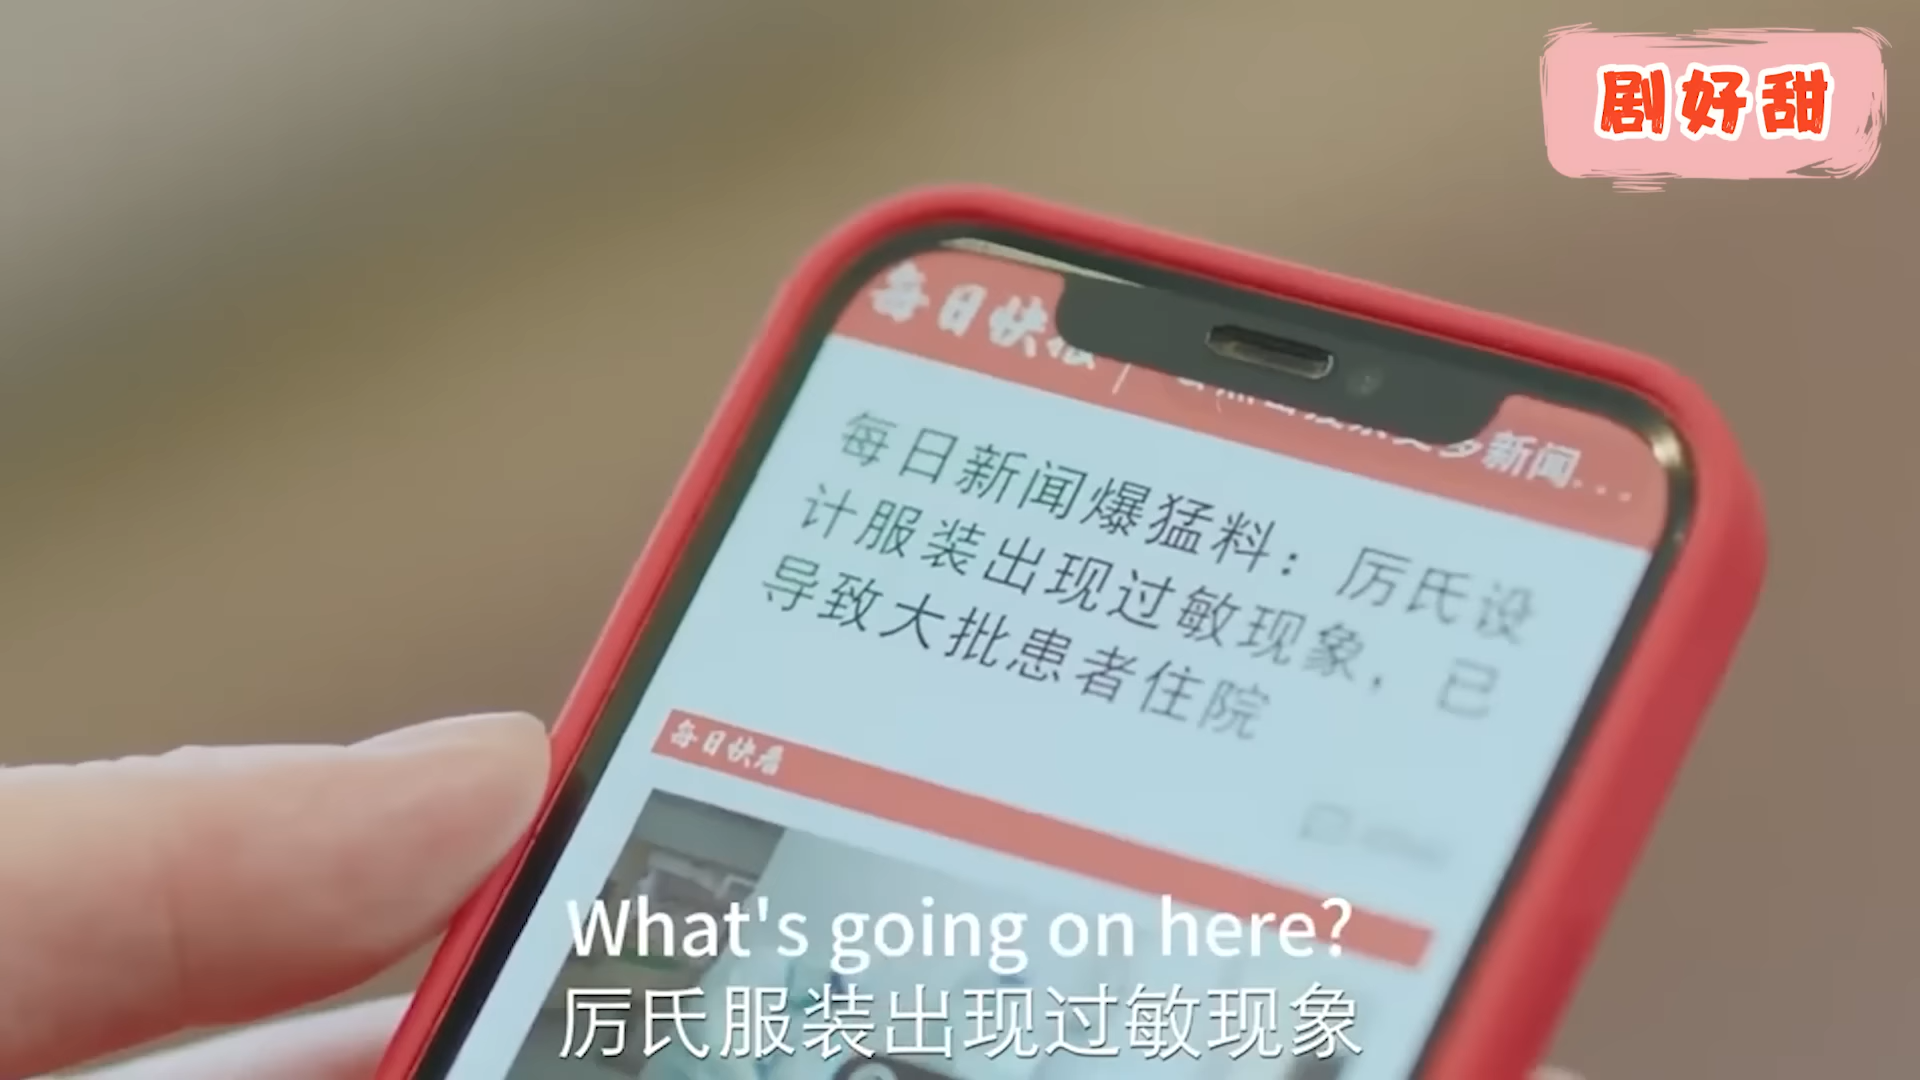 剧好甜
每日快报
新闻...
每日新闻爆猛料：厉氏设
计服装出现过敏现象，已
导致大批患者住院
每日快看
What's going on here?
厉氏服装出现过敏现象